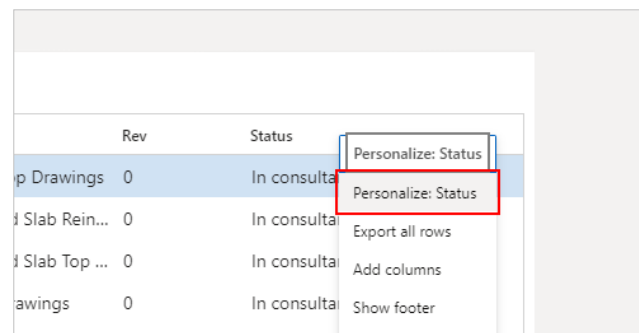 Rev Status Personalize: Status
p Drawings 0 In consulta
Personalize: Status
d Slab Rein... 0 In consulta
Export all rows
d Slab Top ... 0 In consulta
Add columns
rawings 0 In consulta
Show footer